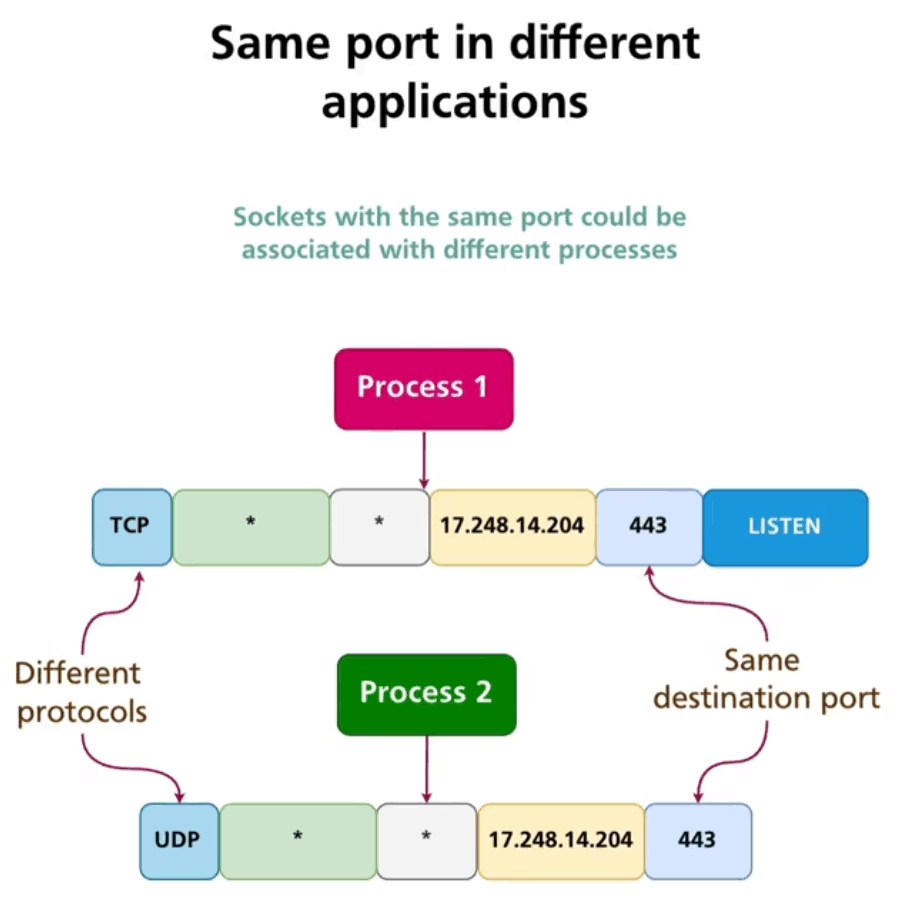 Same port in different
applications
Sockets with the same port could be
associated with different processes
Process 1
TCP * * 17.248.14.204 443 LISTEN
Different
protocols
Same
destination port
Process 2
UDP * * 17.248.14.204 443